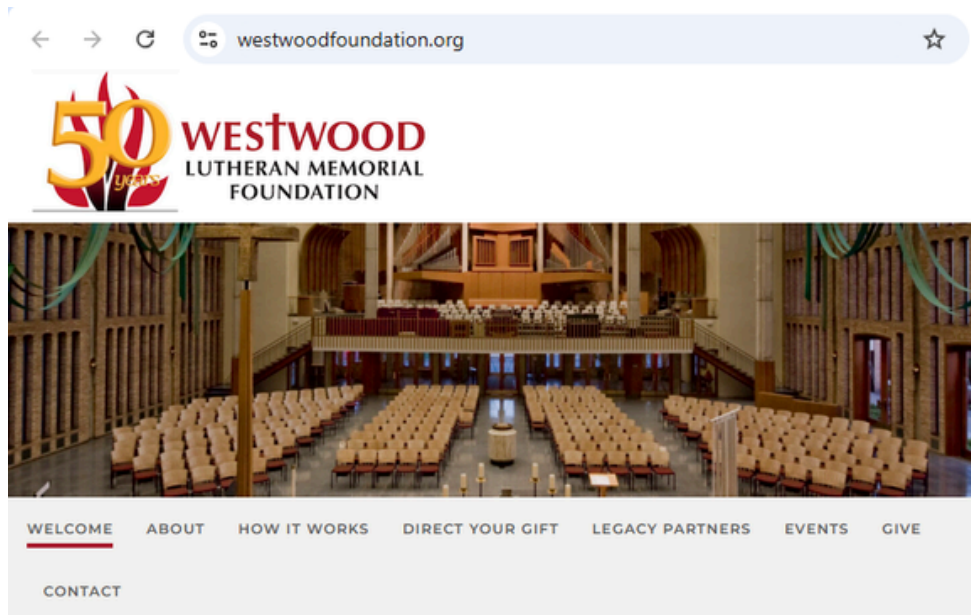 westwoodfoundation.org
50
years
WESTWOOD
LUTHERAN MEMORIAL
FOUNDATION
WELCOME ABOUT HOW IT WORKS DIRECT YOUR GIFT LEGACY PARTNERS EVENTS GIVE
CONTACT